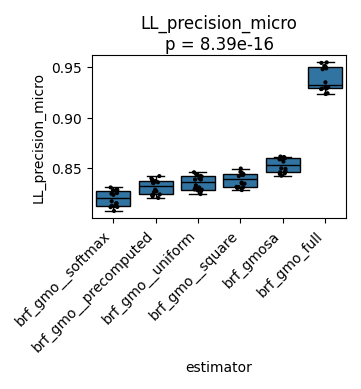 LL_precision_micro
p = 8.39e-16
LL_precision_micro
0.95
0.90
0.85
brf_gmo__softmax
brf_gmo__precomputed
brf_gmo__uniform
brf_gmo__square
brf_gmosa
brf_gmo_full
estimator